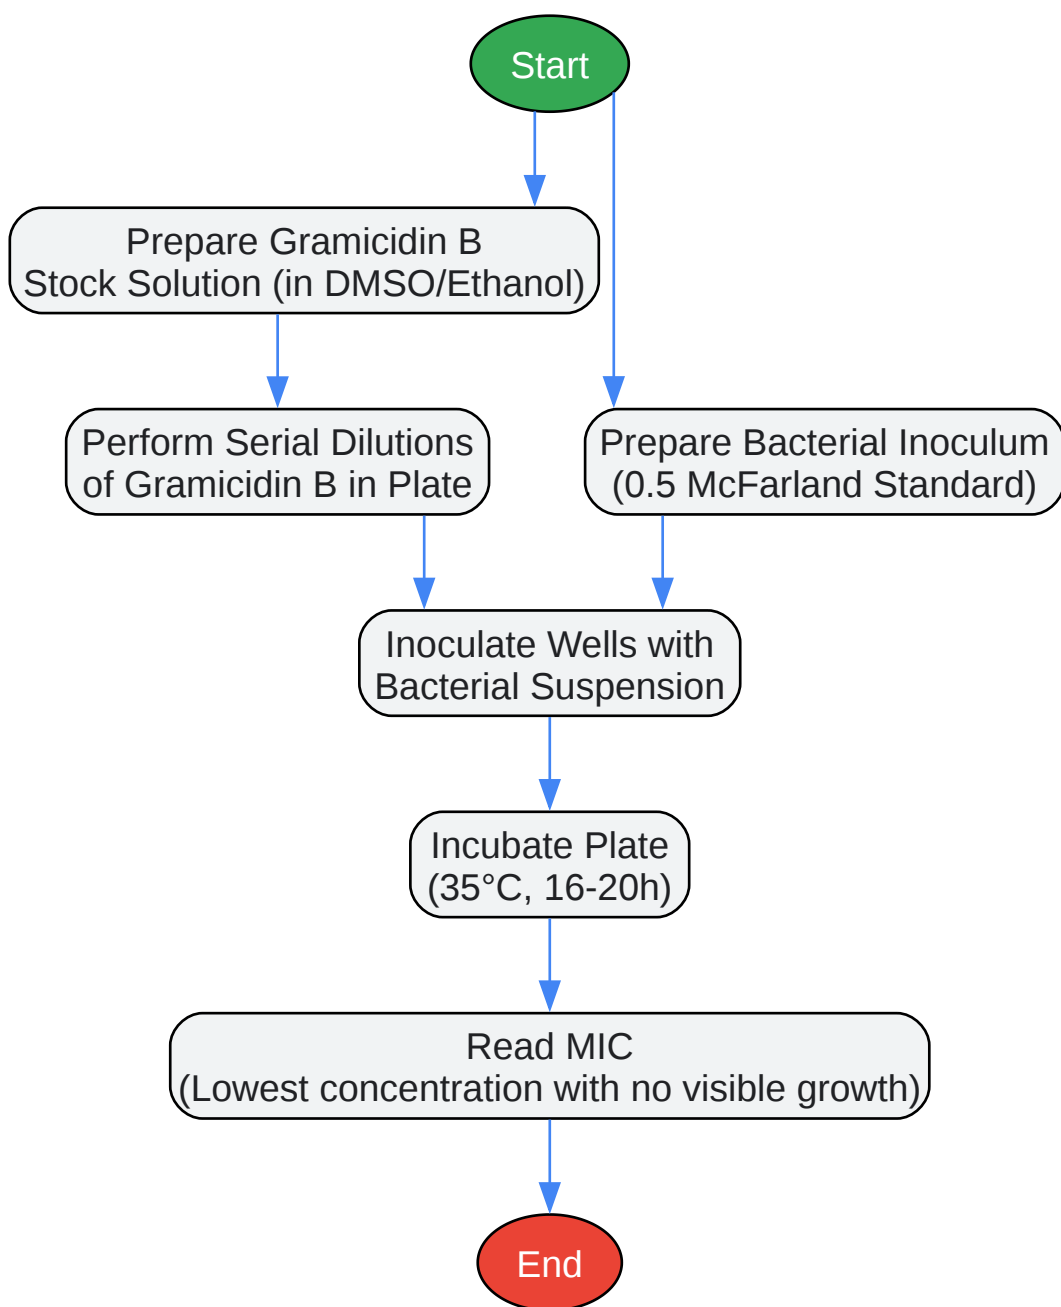 Start
Prepare Gramicidin B
Stock Solution (in DMSO/Ethanol)
Perform Serial Dilutions
of Gramicidin B in Plate
Prepare Bacterial Inoculum
(0.5 McFarland Standard)
Inoculate Wells with
Bacterial Suspension
Incubate Plate
(35°C, 16-20h)
Read MIC
(Lowest concentration with no visible growth)
End